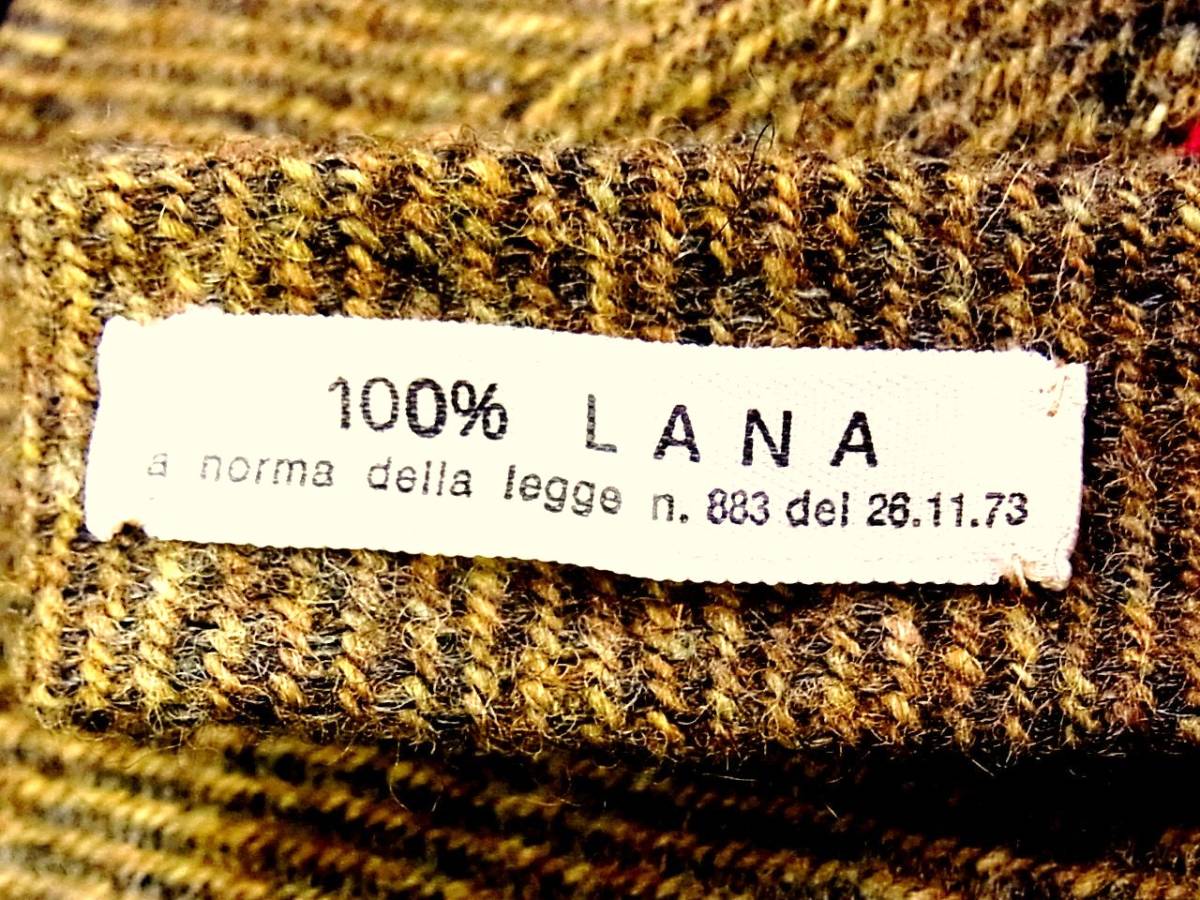 100% LANA
a norma della legge n. 883 del 26.11.73